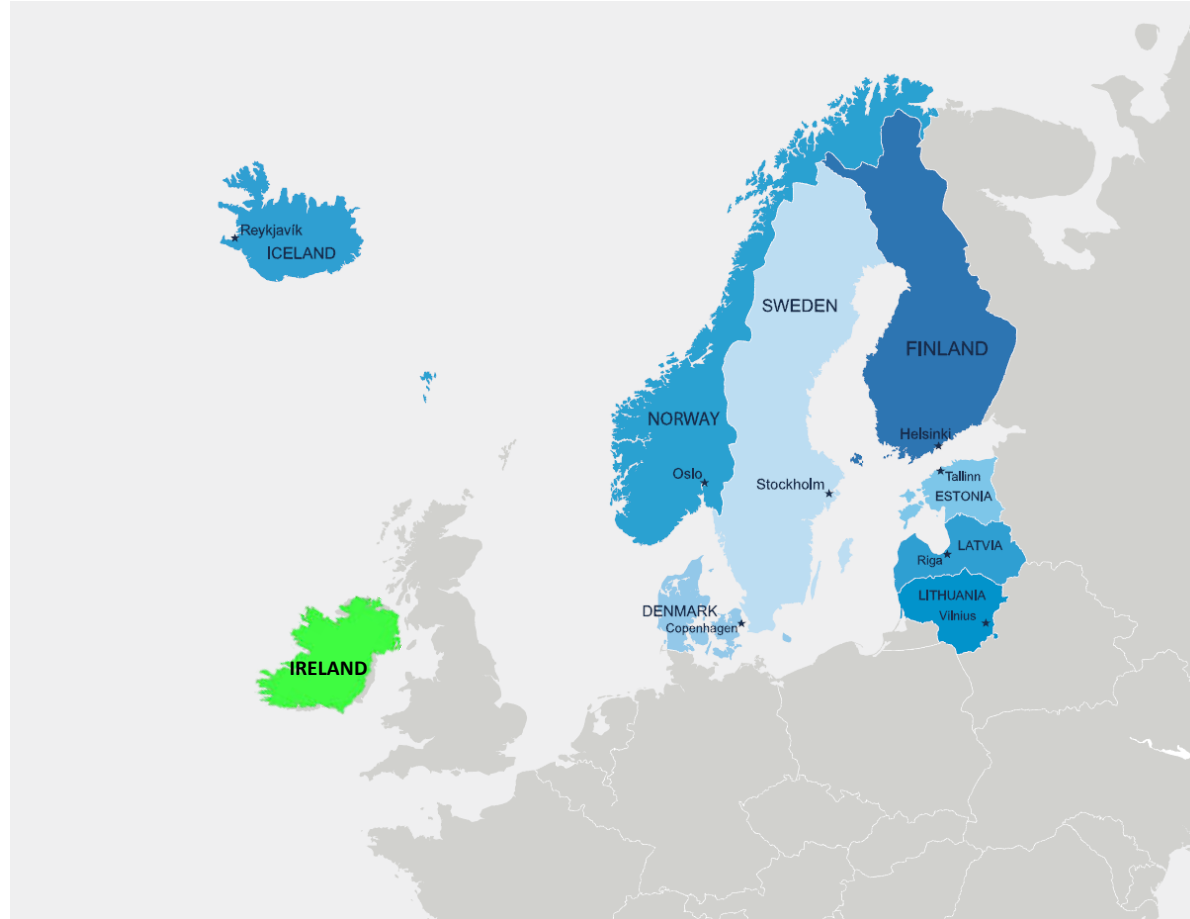 Reykjavík
ICELAND
SWEDEN
FINLAND
NORWAY
Helsinki
Oslo
Stockholm
Tallinn
ESTONIA
LATVIA
Riga
LITHUANIA
DENMARK
Vilnius
Copenhagen
IRELAND